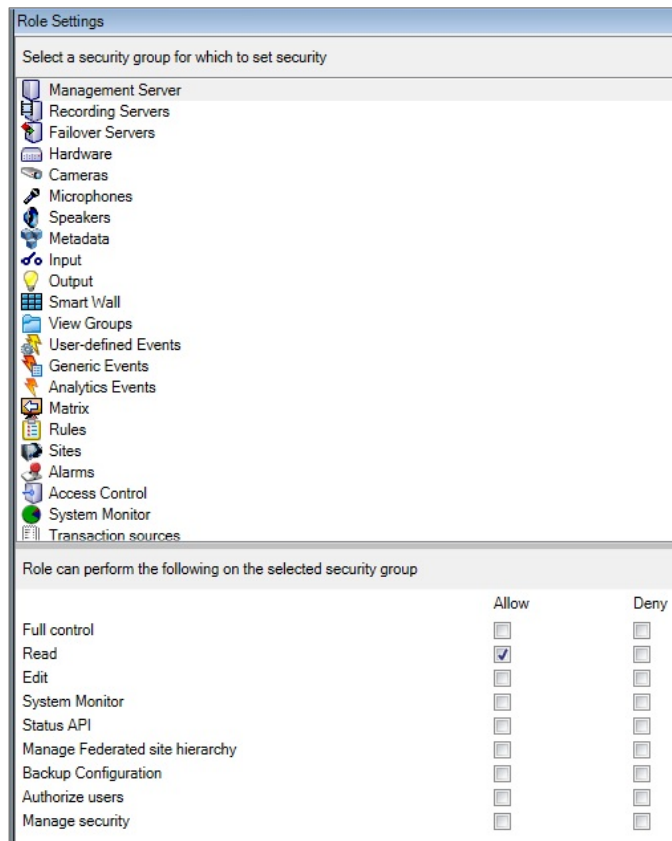 Role Settings
Select a security group for which to set security
Management Server
Recording Servers
Failover Servers
Hardware
Cameras
Microphones
Speakers
Metadata
Input
Output
Smart Wall
View Groups
User-defined Events
Generic Events
Analytics Events
Matrix
Rules
Sites
Alarms
Access Control
System Monitor
Transaction sources
Role can perform the following on the selected security group
Allow Deny
Full control
Read
Edit
System Monitor
Status API
Manage Federated site hierarchy
Backup Configuration
Authorize users
Manage security